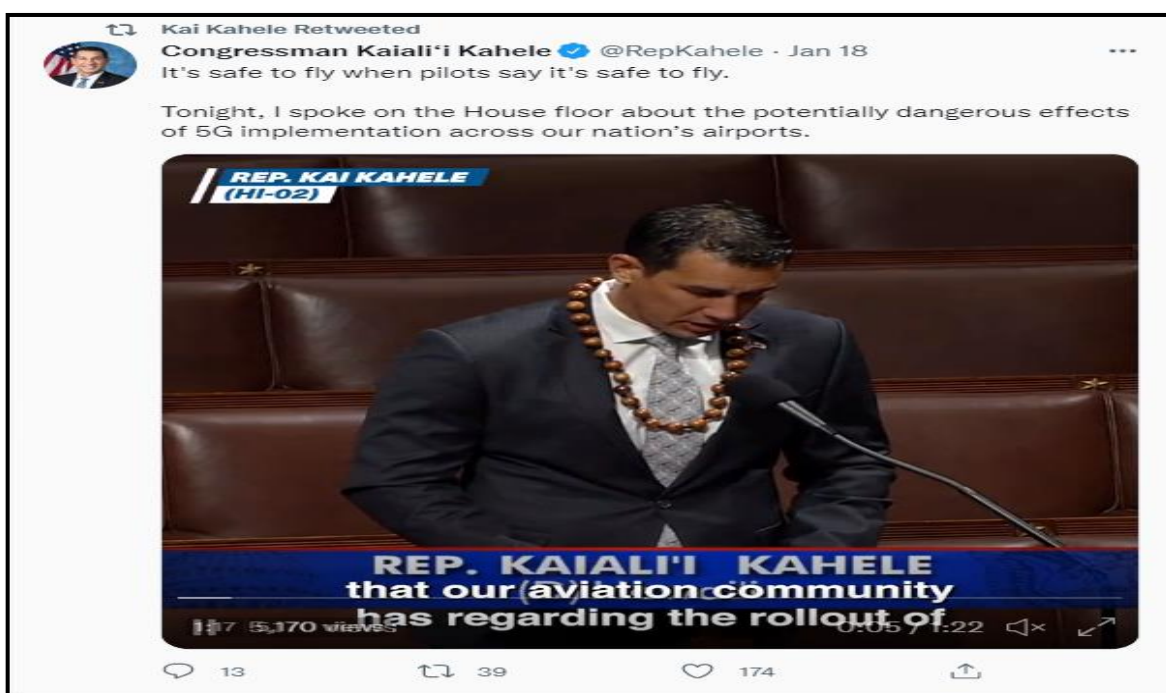 Kai Kahele Retweeted
Congressman Kaiali‘i Kahele @RepKahele · Jan 18
It's safe to fly when pilots say it's safe to fly.
Tonight, I spoke on the House floor about the potentially dangerous effects
of 5G implementation across our nation’s airports.
REP. KAI KAHELE
(HI-02)
REP. KAIALI'I KAHELE
that our aviation community
has regarding the rollout of
5,170 views
0:05 / 1:22
13
39
174